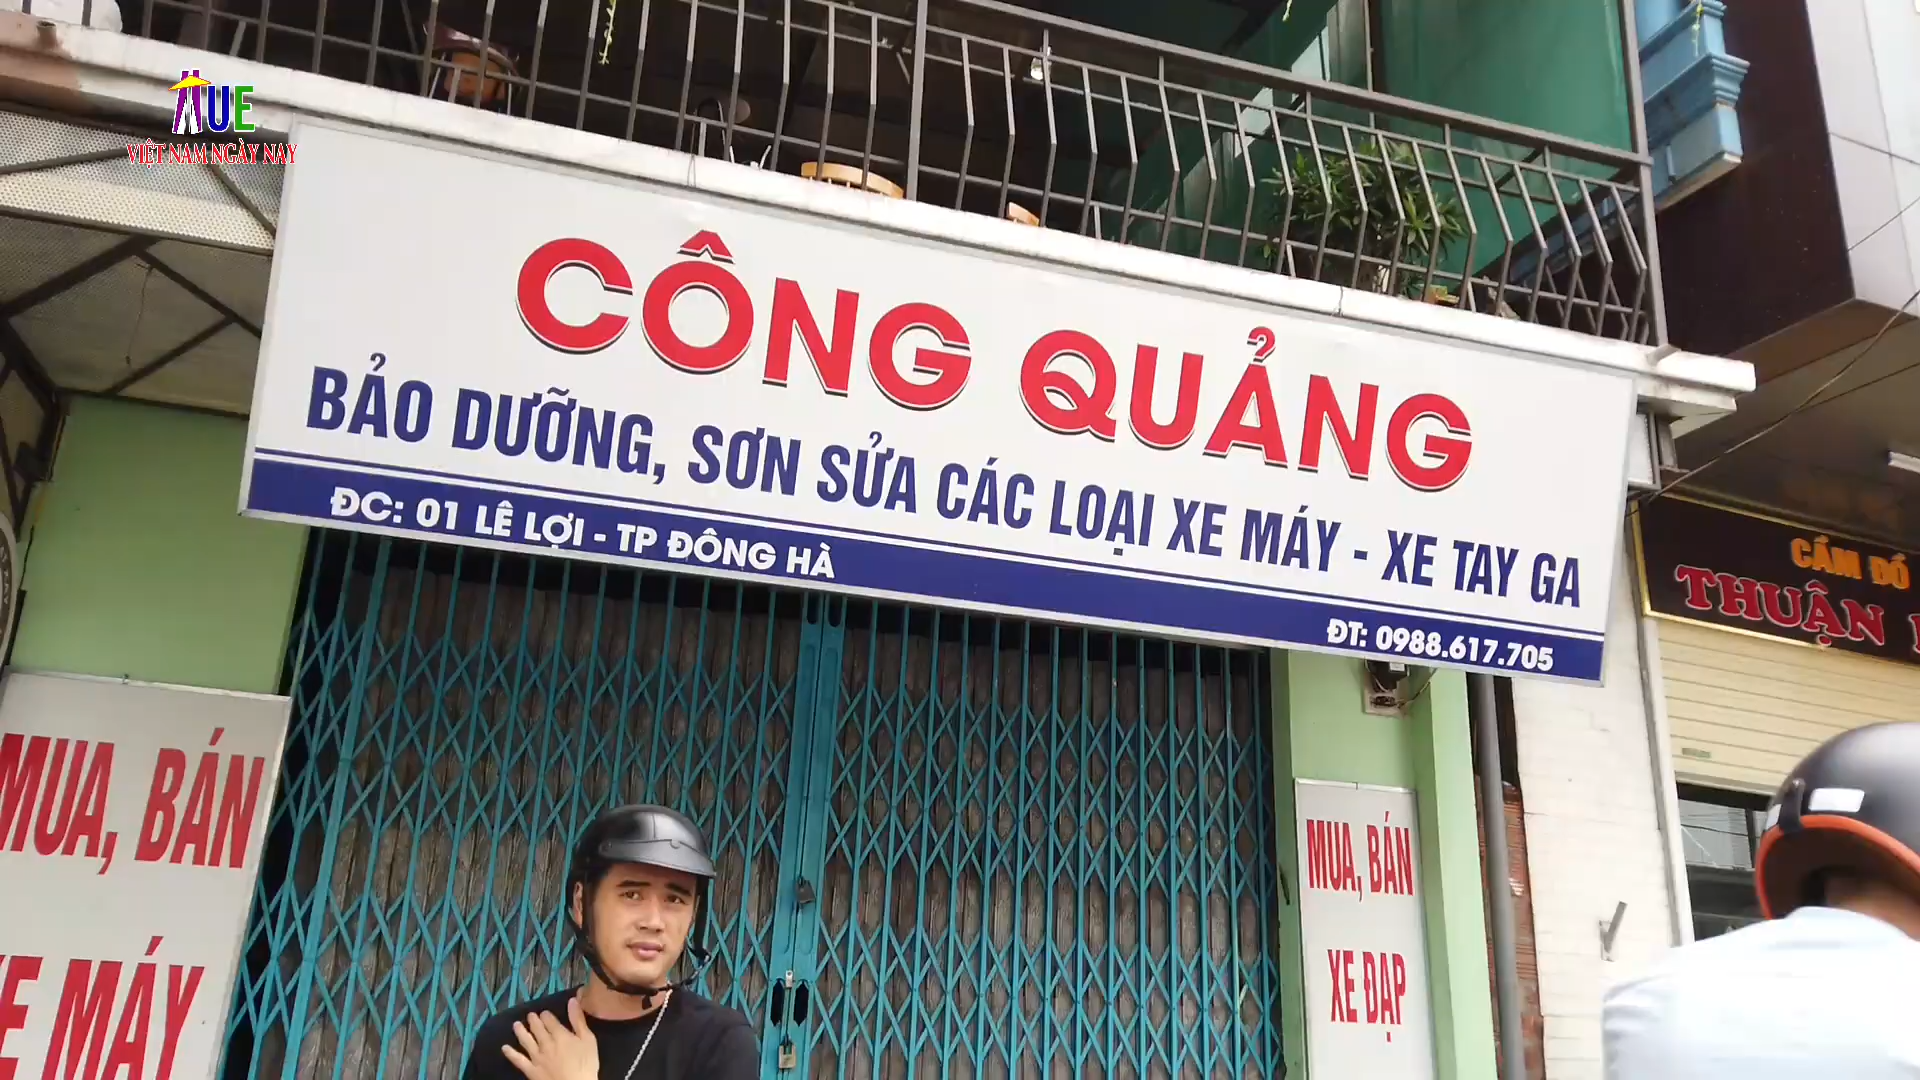 HUE
VIỆT NAM NGÀY NAY
CÔNG QUẢNG
BẢO DƯỠNG, SƠN SỬA CÁC LOẠI XE MÁY - XE TAY GA
ĐC: 01 LÊ LỢI - TP ĐÔNG HÀ
ĐT: 0988.617.705
CẦM ĐỒ
THUẬN
MUA, BÁN
XE MÁY
MUA, BÁN
XE ĐẠP